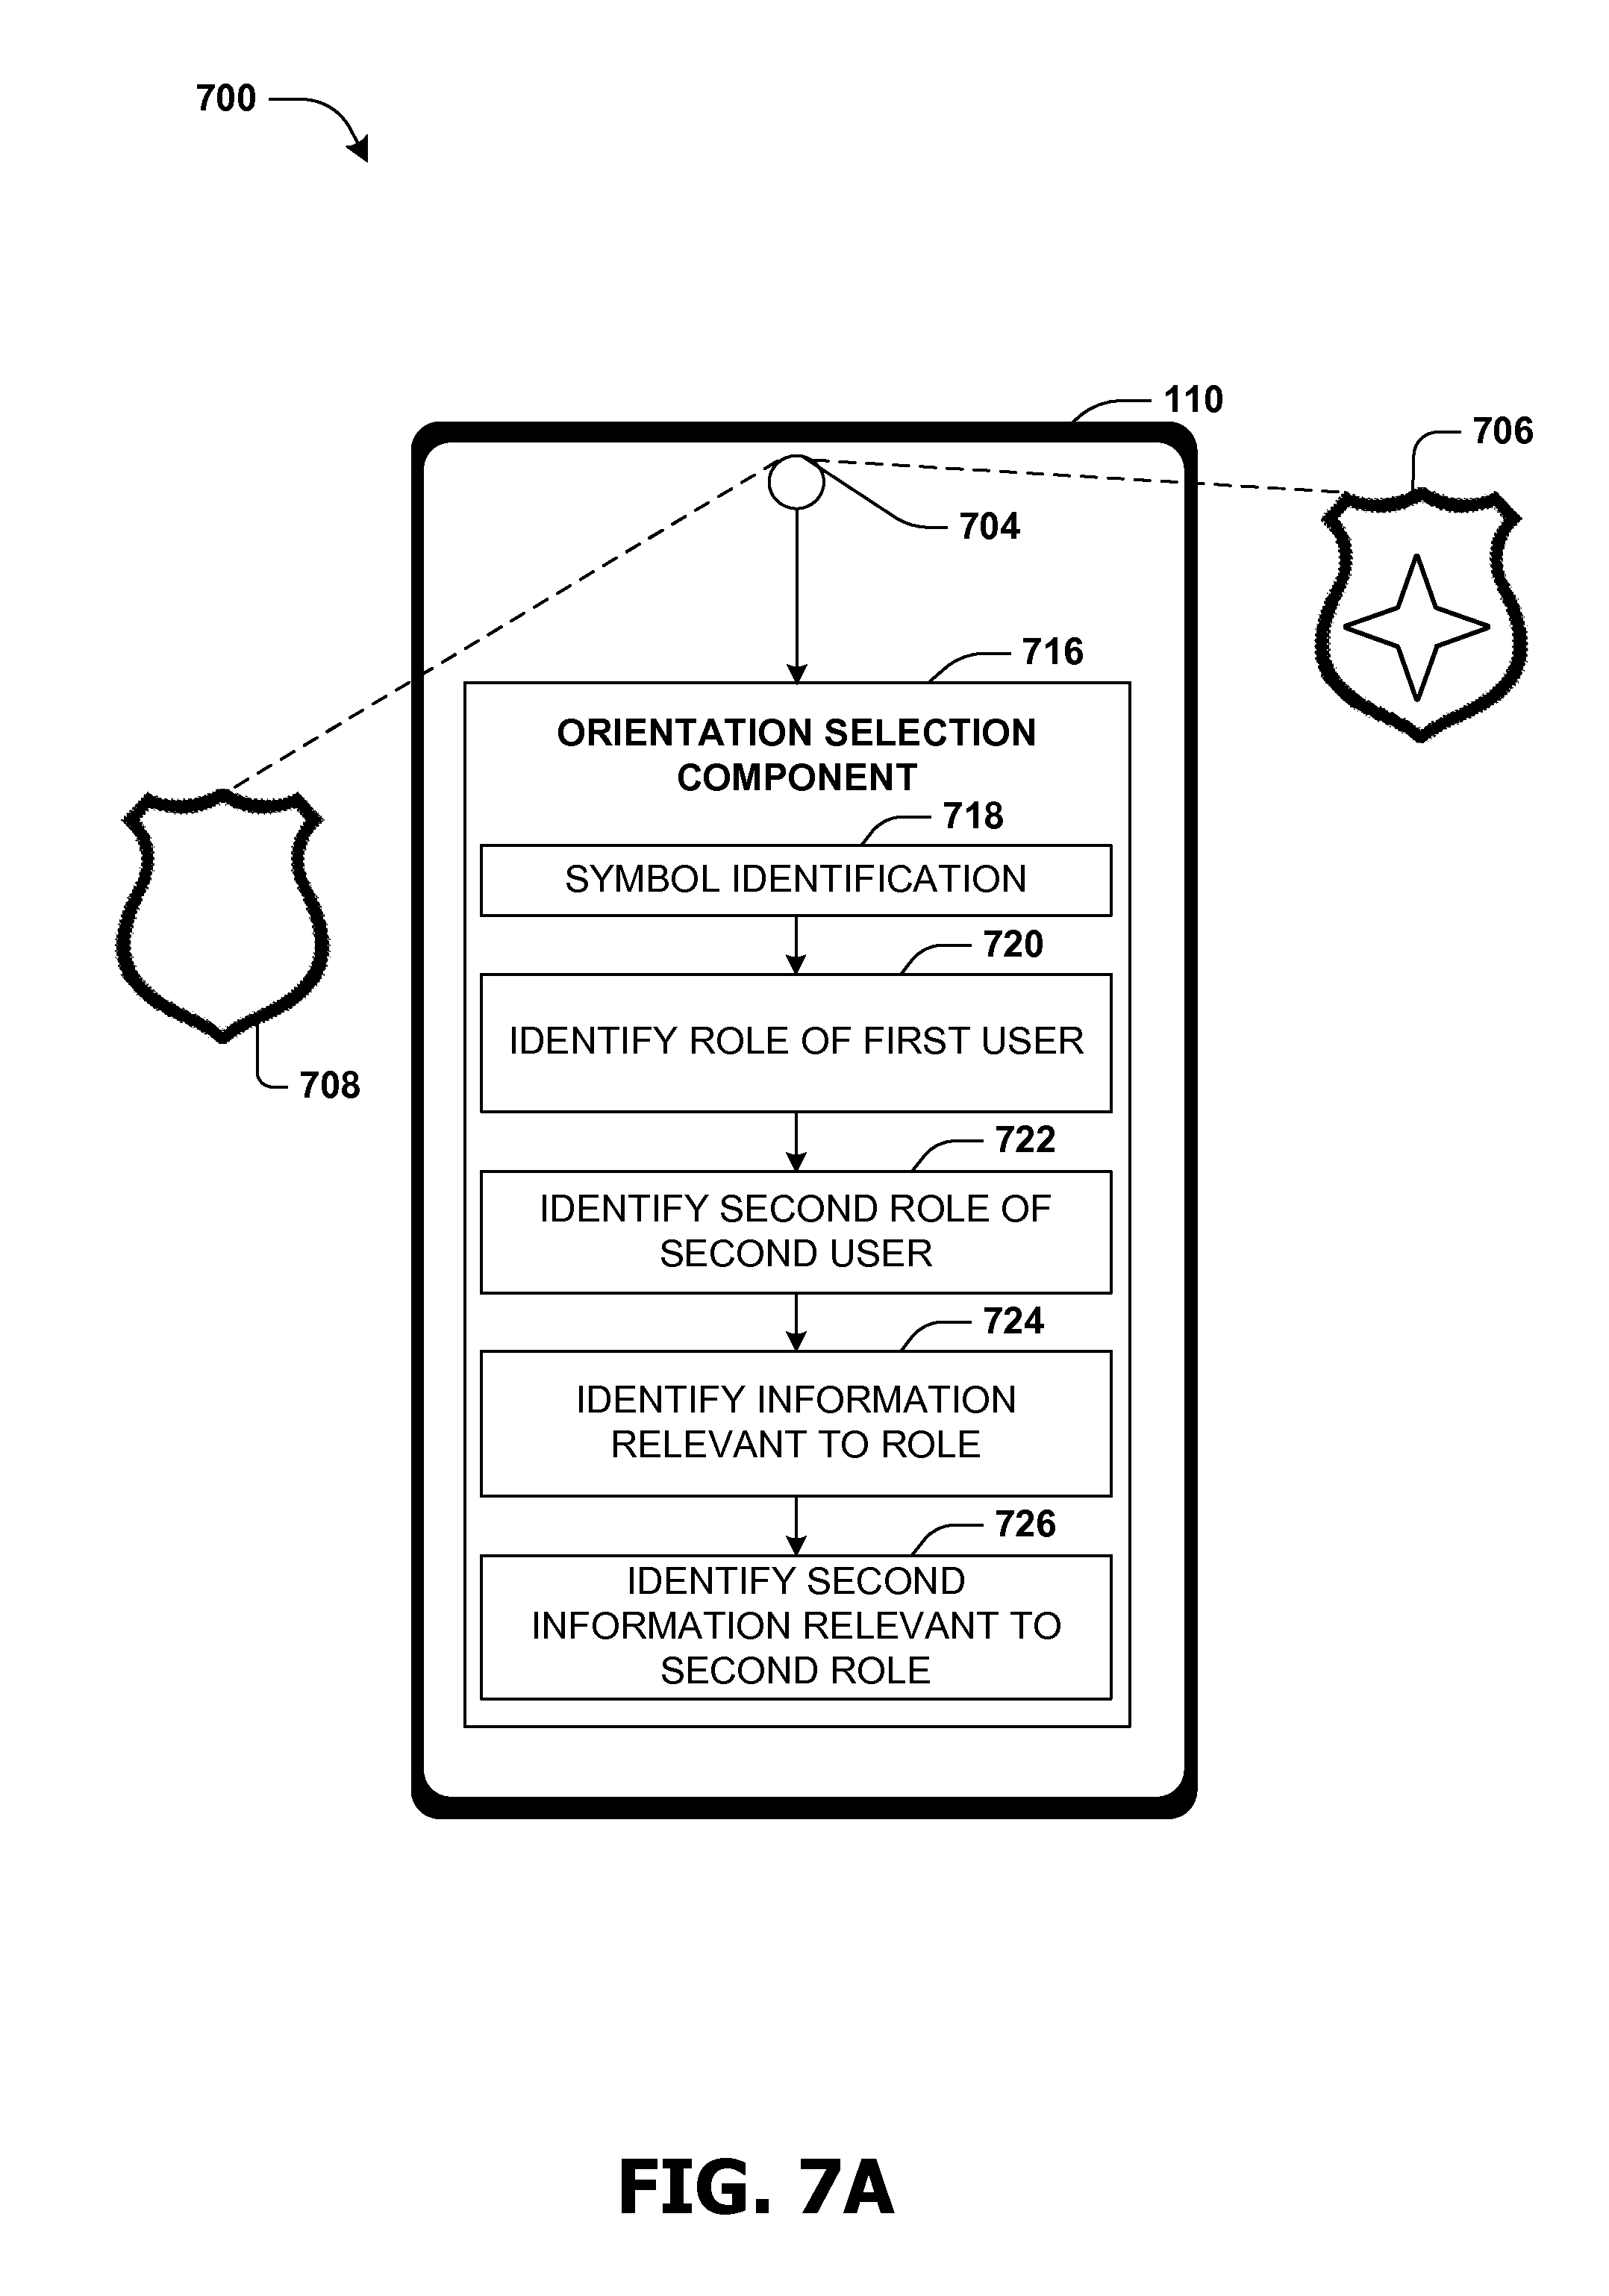 700
110
706
704
716
ORIENTATION SELECTION
COMPONENT
718
SYMBOL IDENTIFICATION
720
IDENTIFY ROLE OF FIRST USER
708
722
IDENTIFY SECOND ROLE OF
SECOND USER
724
IDENTIFY INFORMATION
RELEVANT TO ROLE
726
IDENTIFY SECOND
INFORMATION RELEVANT TO
SECOND ROLE
FIG. 7A